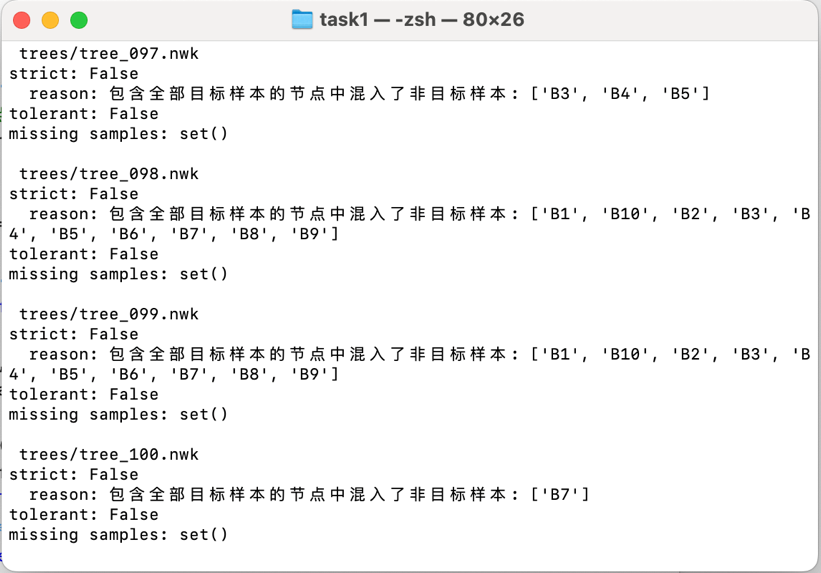 task1 — -zsh — 80×26
trees/tree_097.nwk
strict: False
reason: 包含全部目标样本的节点中混入了非目标样本: ['B3', 'B4', 'B5']
tolerant: False
missing samples: set()
trees/tree_098.nwk
strict: False
reason: 包含全部目标样本的节点中混入了非目标样本: ['B1', 'B10', 'B2', 'B3', 'B
4', 'B5', 'B6', 'B7', 'B8', 'B9']
tolerant: False
missing samples: set()
trees/tree_099.nwk
strict: False
reason: 包含全部目标样本的节点中混入了非目标样本: ['B1', 'B10', 'B2', 'B3', 'B
4', 'B5', 'B6', 'B7', 'B8', 'B9']
tolerant: False
missing samples: set()
trees/tree_100.nwk
strict: False
reason: 包含全部目标样本的节点中混入了非目标样本: ['B7']
tolerant: False
missing samples: set()